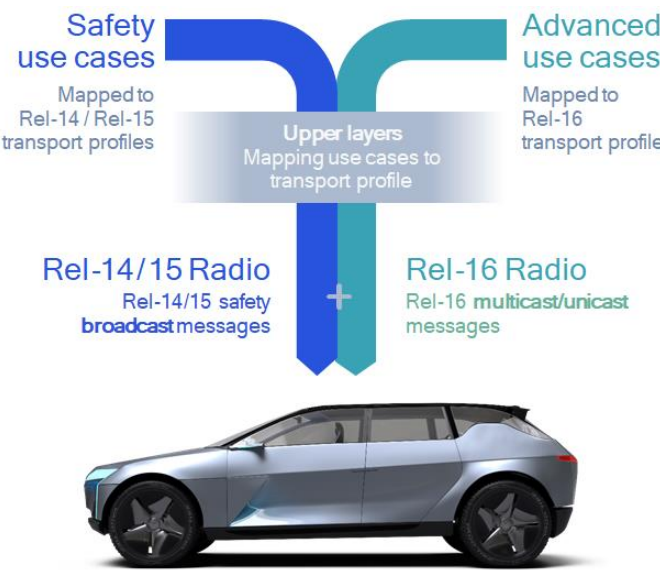 Safety
use cases
Mapped to
Rel-14 / Rel-15
transport profiles
Advanced
use cases
Mapped to
Rel-16
transport profile
Upper layers
Mapping use cases to
transport profile
Rel-14/15 Radio
Rel-14/15 safety
broadcast messages
+
Rel-16 Radio
Rel-16 multicast/unicast
messages